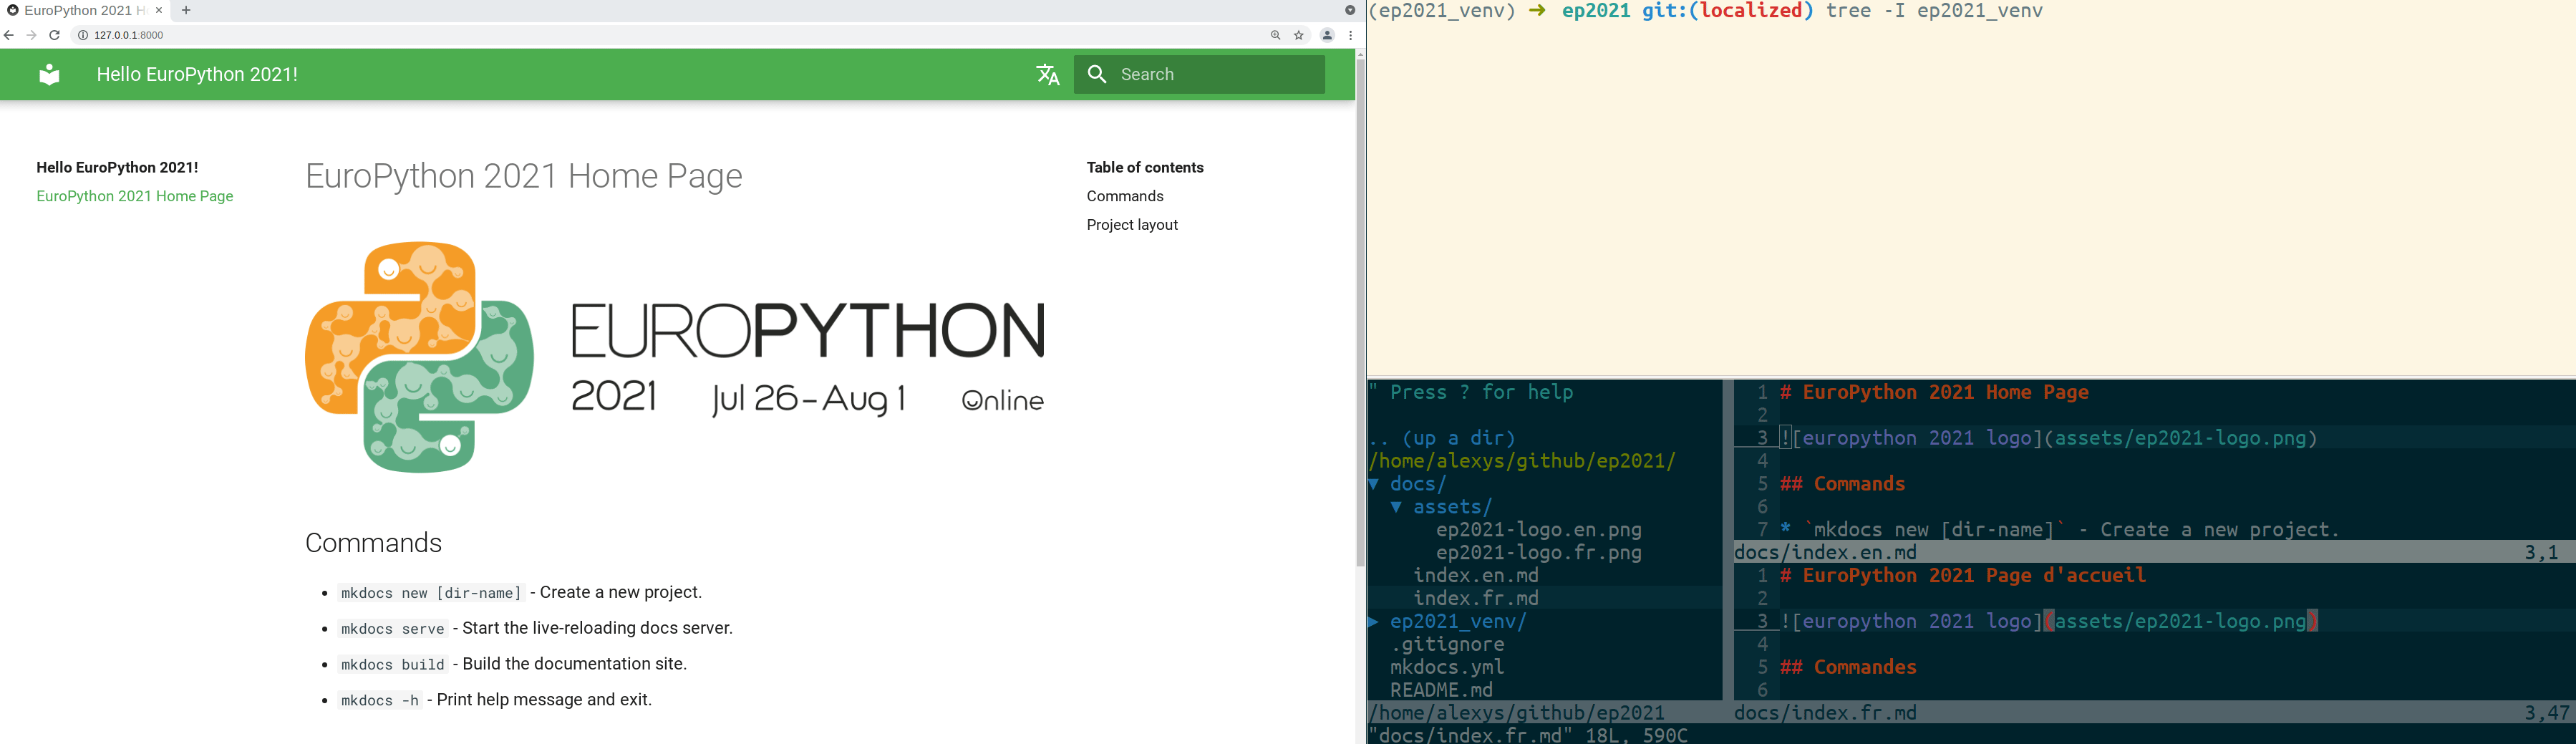 EuroPython 2021 H
127.0.0.1:8000
Hello EuroPython 2021!
Search
Hello EuroPython 2021!
EuroPython 2021 Home Page
EuroPython 2021 Home Page
EUROPYTHON
2021 Jul 26–Aug 1 Online
Commands
mkdocs new [dir-name] - Create a new project.
mkdocs serve - Start the live-reloading docs server.
mkdocs build - Build the documentation site.
mkdocs -h - Print help message and exit.
Table of contents
Commands
Project layout
(ep2021_venv) ➜ ep2021 git:(localized) tree -I ep2021_venv
" Press ? for help
.. (up a dir)
/home/alexys/github/ep2021/
▼ docs/
▼ assets/
ep2021-logo.en.png
ep2021-logo.fr.png
index.en.md
index.fr.md
▶ ep2021_venv/
.gitignore
mkdocs.yml
README.md
/home/alexys/github/ep2021
"docs/index.fr.md" 18L, 590C
1 # EuroPython 2021 Home Page
2
3 ![europython 2021 logo](assets/ep2021-logo.png)
4
5 ## Commands
6
7 * `mkdocs new [dir-name]` - Create a new project.
docs/index.en.md 3,1
1 # EuroPython 2021 Page d'accueil
2
3 ![europython 2021 logo](assets/ep2021-logo.png)
4
5 ## Commandes
6
docs/index.fr.md 3,47